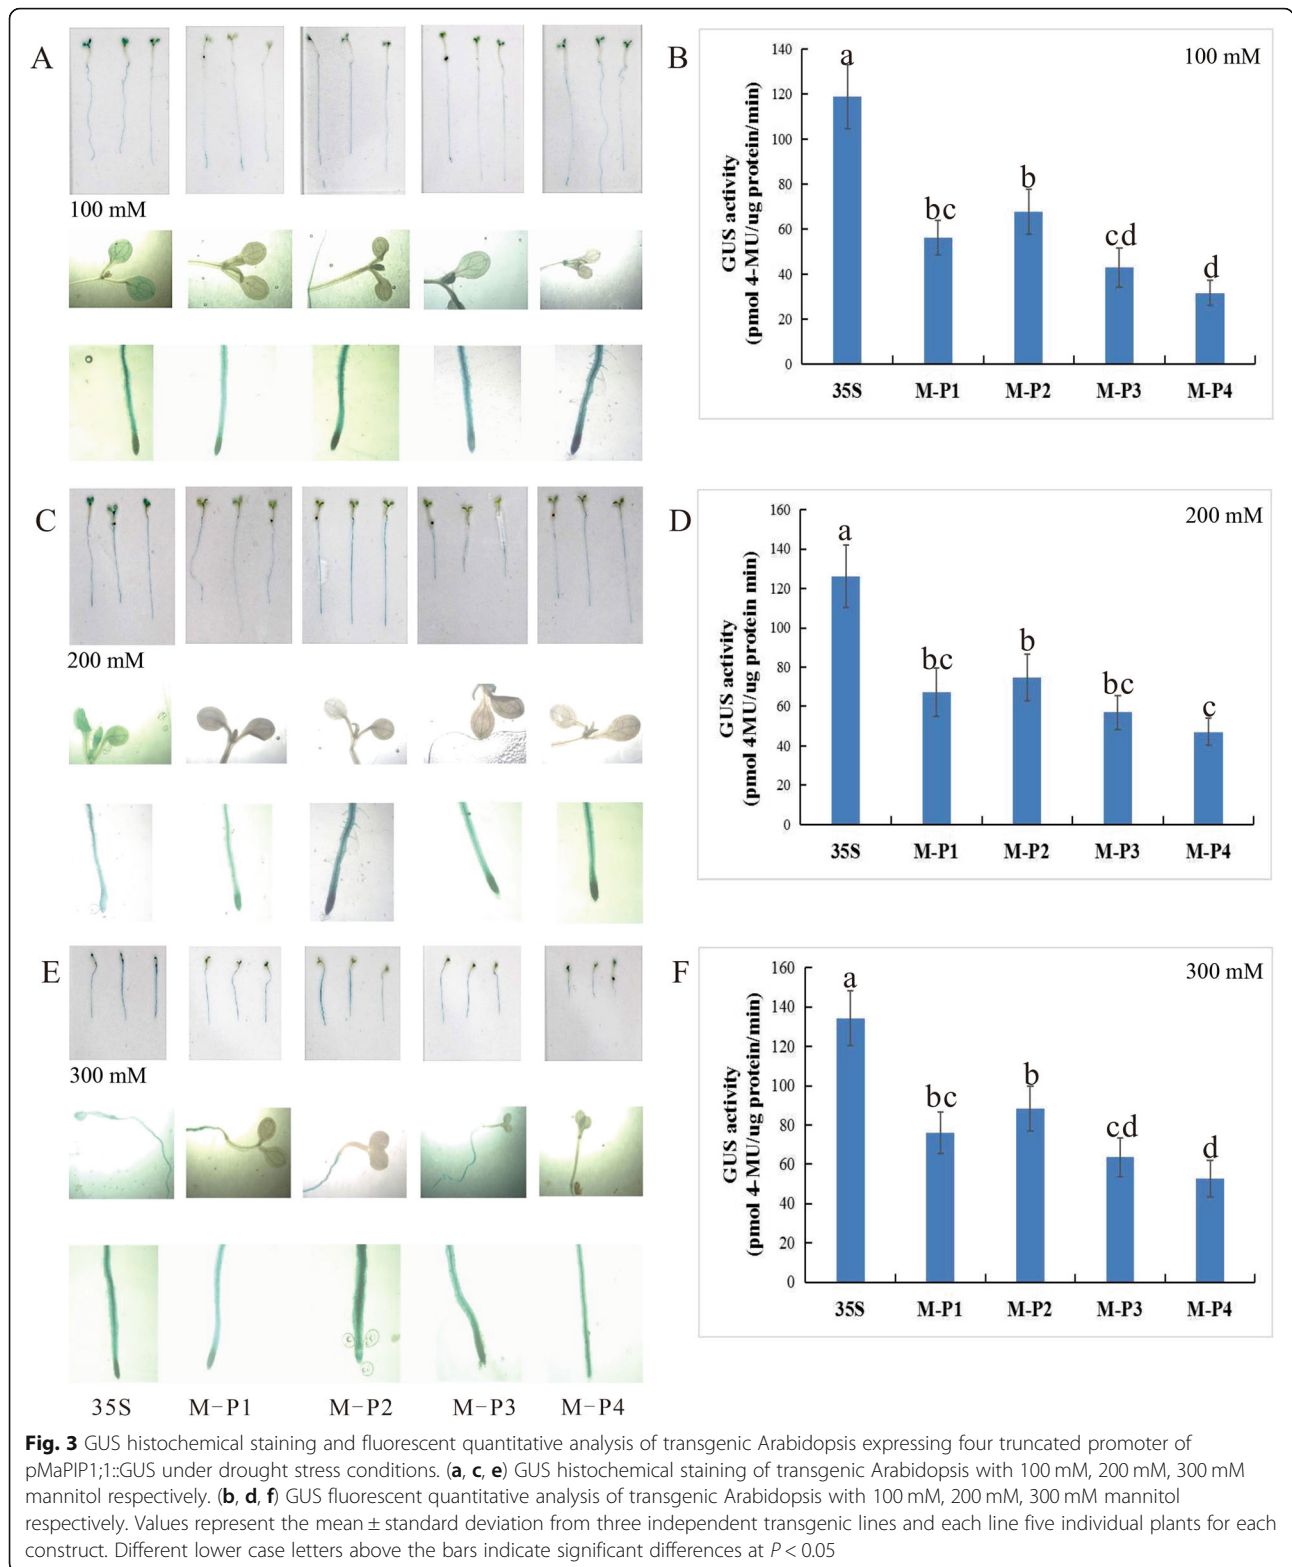 A
100 mM
B
100 mM
GUS activity
(pmol 4-MU/ug protein/min)
140
120
100
80
60
40
20
0
a
bc
b
cd
d
35S M-P1 M-P2 M-P3 M-P4
C
200 mM
D
200 mM
GUS activity
(pmol 4MU/ug protein min)
160
140
120
100
80
60
40
20
0
a
bc
b
bc
c
35S M-P1 M-P2 M-P3 M-P4
E
300 mM
F
300 mM
GUS activity
(pmol 4-MU/ug protein/min)
160
140
120
100
80
60
40
20
0
a
bc
b
cd
d
35S M-P1 M-P2 M-P3 M-P4
35S M-P1 M-P2 M-P3 M-P4
Fig. 3 GUS histochemical staining and fluorescent quantitative analysis of transgenic Arabidopsis expressing four truncated promoter of
pMaPIP1;1::GUS under drought stress conditions. (a, c, e) GUS histochemical staining of transgenic Arabidopsis with 100 mM, 200 mM, 300 mM
mannitol respectively. (b, d, f) GUS fluorescent quantitative analysis of transgenic Arabidopsis with 100 mM, 200 mM, 300 mM mannitol
respectively. Values represent the mean ± standard deviation from three independent transgenic lines and each line five individual plants for each
construct. Different lower case letters above the bars indicate significant differences at P < 0.05